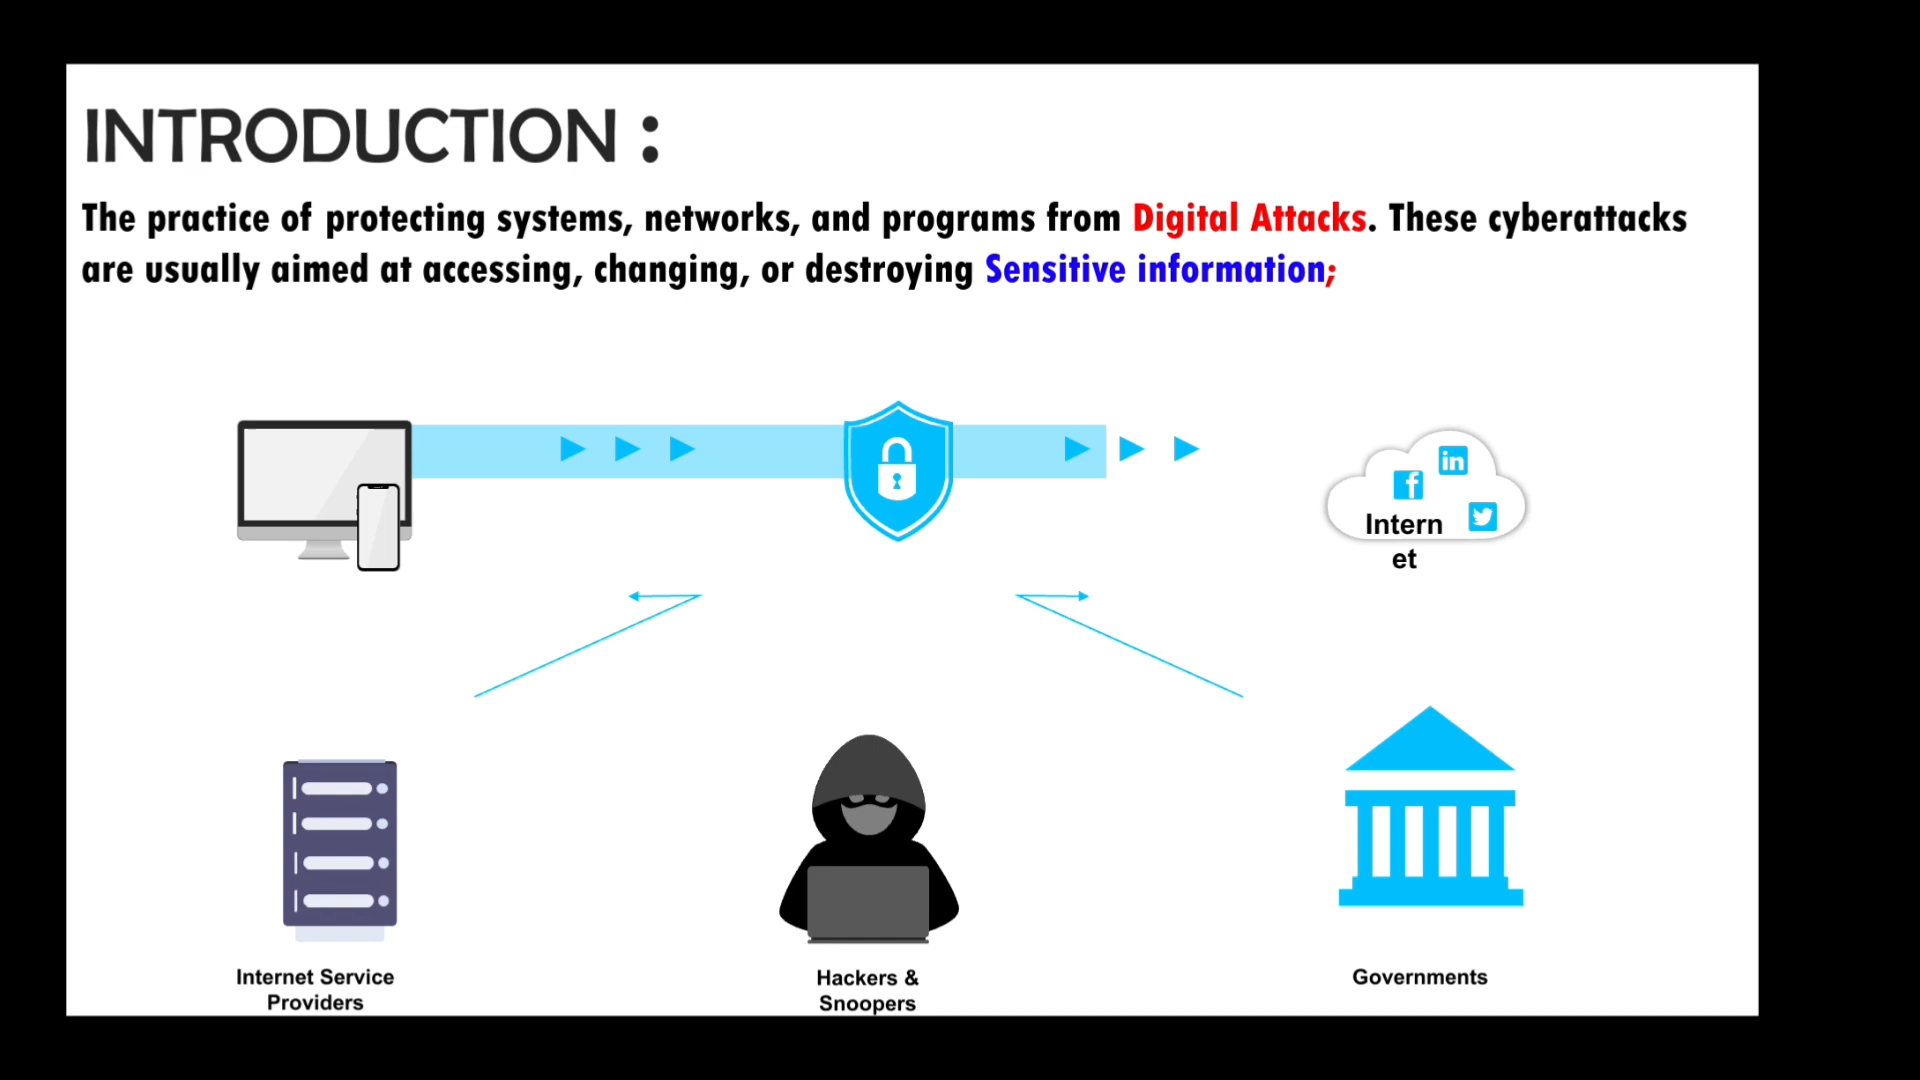 INTRODUCTION :
The practice of protecting systems, networks, and programs from Digital Attacks. These cyberattacks
are usually aimed at accessing, changing, or destroying Sensitive information;
in
f
Intern
et
Internet Service
Providers
Hackers &
Snoopers
Governments